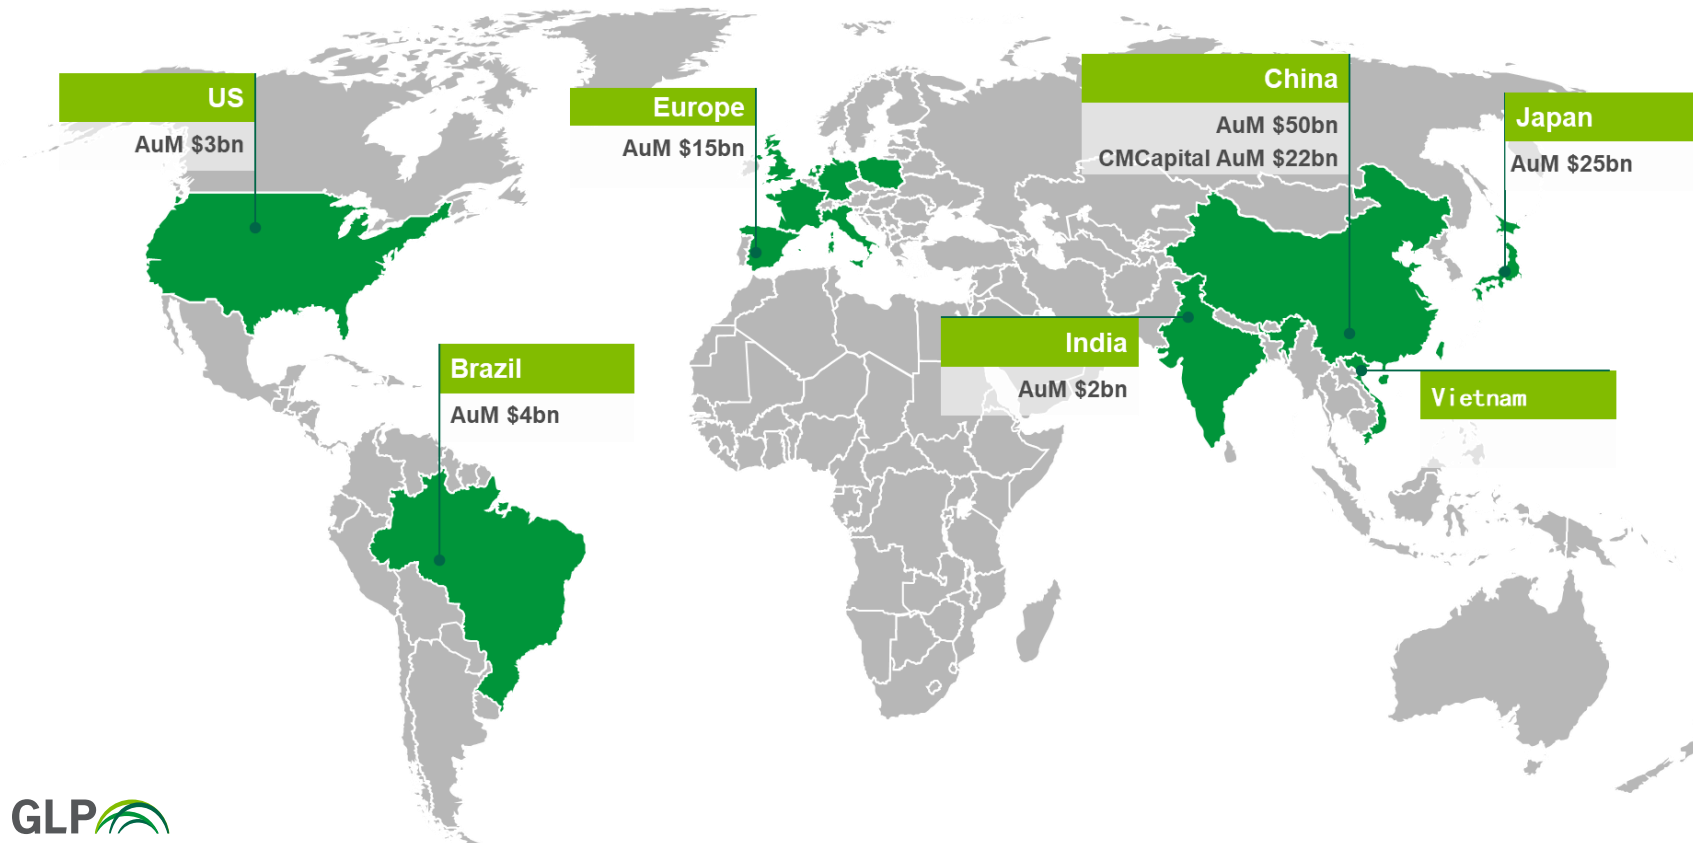 US
AuM $3bn
Europe
AuM $15bn
China
AuM $50bn
CMCapital AuM $22bn
Japan
AuM $25bn
India
AuM $2bn
Brazil
AuM $4bn
Vietnam
GLP